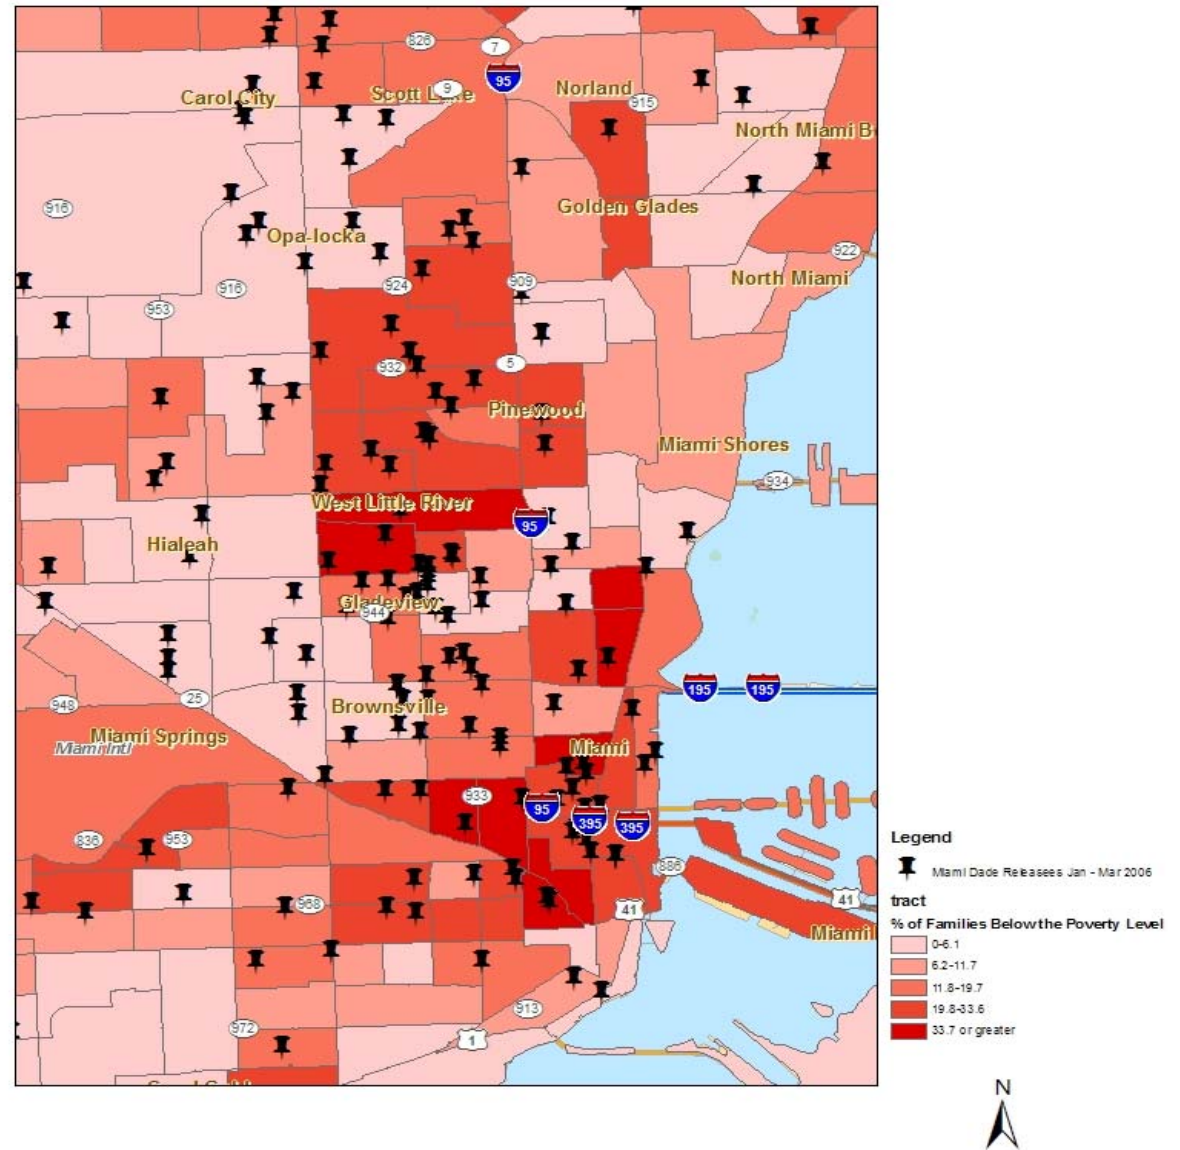 826
7
95
Carol City
Scott Lake
9
Norland
915
North Miami B
916
Golden Glades
Opa-locka
922
North Miami
916
924
909
953
932
5
Pinewood
Miami Shores
934
West Little River
95
Hialeah
Gladeview
944
195
195
25
948
Brownsville
Miami Springs
Miami Intl
Miami
933
95
395
395
836
953
886
968
41
41
Miami
913
972
1
Legend
Miami Dade Releasees Jan - Mar 2006
tract
% of Families Below the Poverty Level
0-6.1
6.2-11.7
11.8-19.7
19.8-33.6
33.7 or greater
N